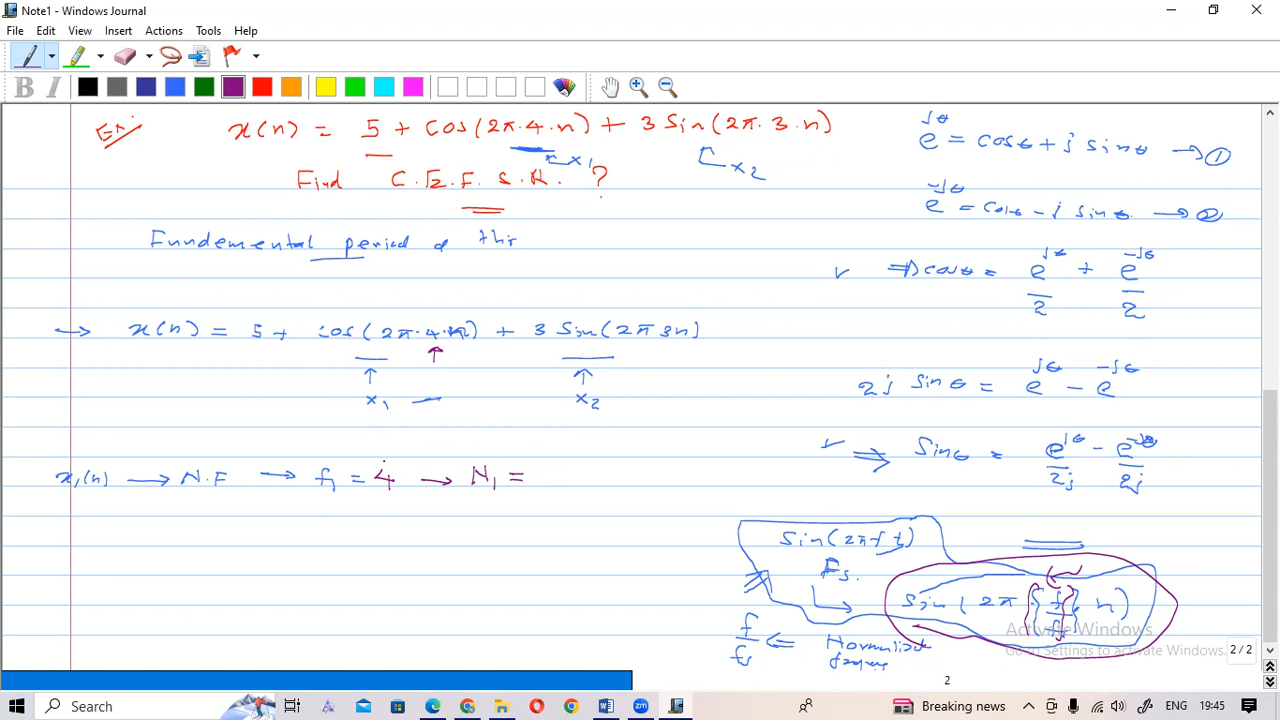 Note1 - Windows Journal
File Edit View Insert Actions Tools Help
B I
Ex:
x(n) = 5 + cos(2π·4·n) + 3 sin(2π·3·n)
x1
x2
Find C.E.F.S.R. ?
Fundemental period of this
x(n) = 5 + cos(2π·4·n) + 3 Sin(2π3n)
x1
x2
x1(n) → N.F → f1 = 4 → N1 =
e^jθ = cosθ + j sinθ → ①
e^-jθ = cosθ - j sinθ. → ②
⇒ cosθ = e^jθ/2 + e^-jθ/2
2j sinθ = e^jθ - e^-jθ
⇒ Sinθ = e^jθ/2j - e^-jθ/2j
Sin(2πft)
Fs.
Sin(2π{f/fs}·n)
f/fs ⇐
Activate Windows
Go to Settings to activate Windows.
2/2
2
Search
Breaking news
ENG
19:45